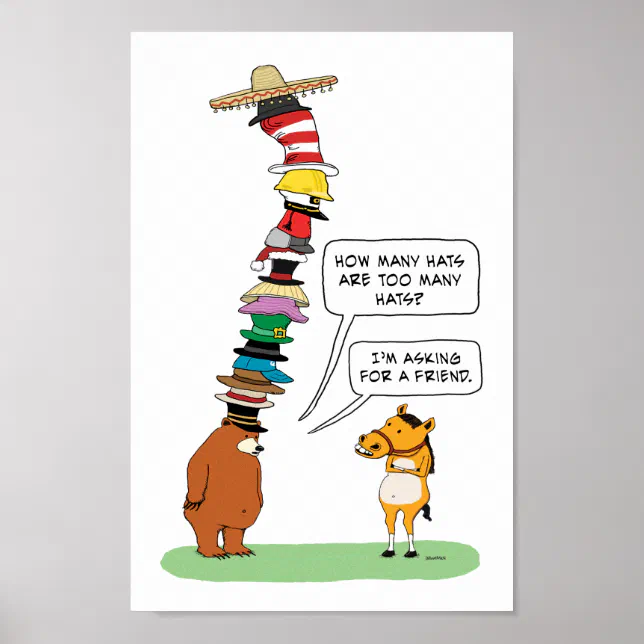 HOW MANY HATS
ARE TOO MANY
HATS?
I'M ASKING
FOR A FRIEND.